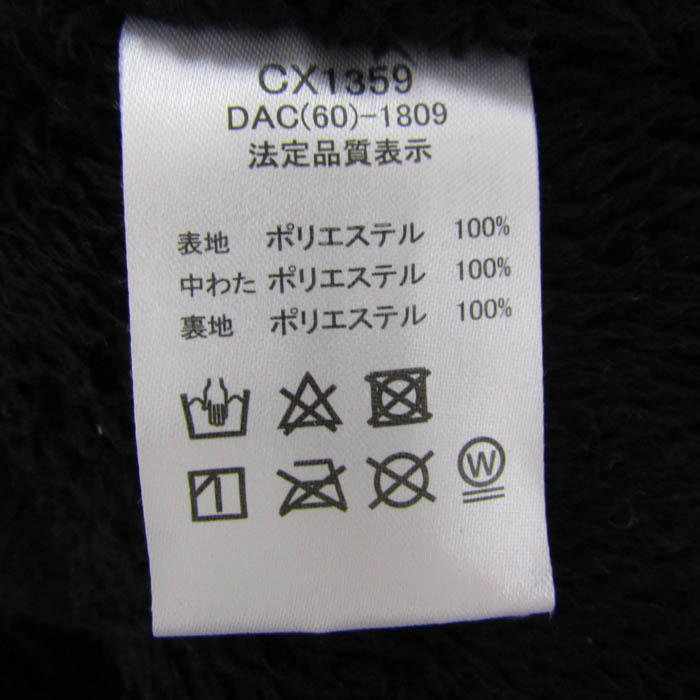 CX1359
DAC(60)-1809
法定品質表示
表地 ポリエステル 100%
中わた ポリエステル 100%
裏地 ポリエステル 100%
W